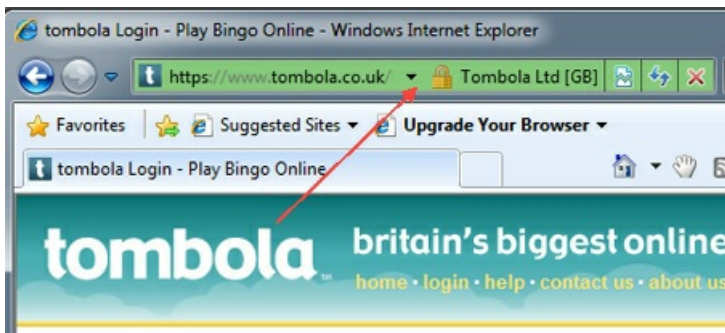 tombola Login - Play Bingo Online - Windows Internet Explorer
t https://www.tombola.co.uk/ Tombola Ltd [GB]
Favorites Suggested Sites Upgrade Your Browser
t tombola Login - Play Bingo Online
tombola™
britain's biggest online
home · login · help · contact us · about us